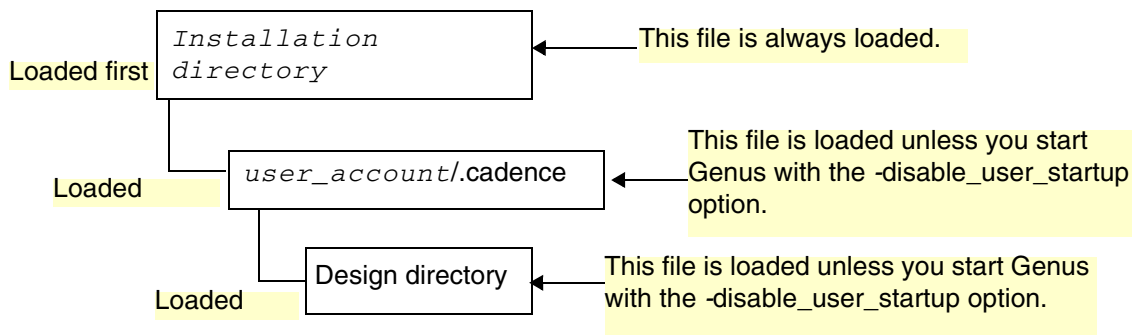 Installation
directory
This file is always loaded.
Loaded first
user_account/.cadence
This file is loaded unless you start
Genus with the -disable_user_startup
option.
Loaded
Design directory
This file is loaded unless you start Genus
with the -disable_user_startup option.
Loaded